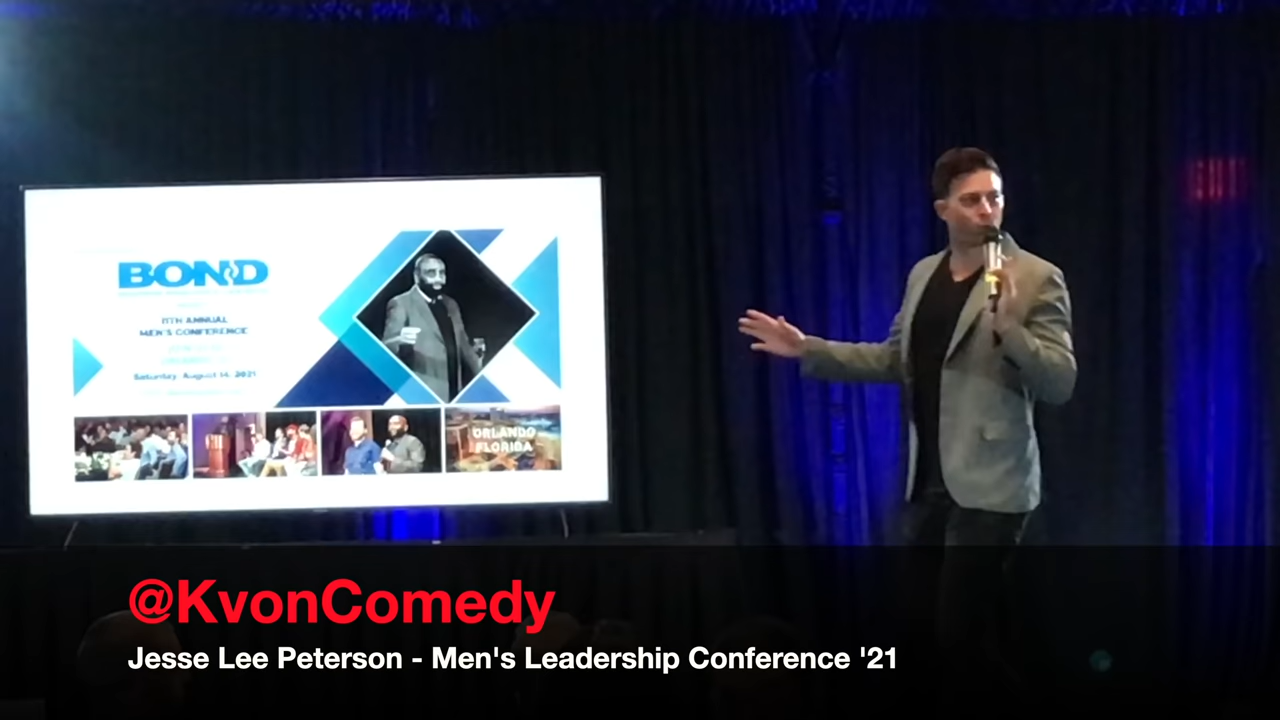 BOND
11TH ANNUAL
MEN'S CONFERENCE
Saturday, August 14, 2021
ORLANDO
FLORIDA
@KvonComedy
Jesse Lee Peterson - Men's Leadership Conference '21